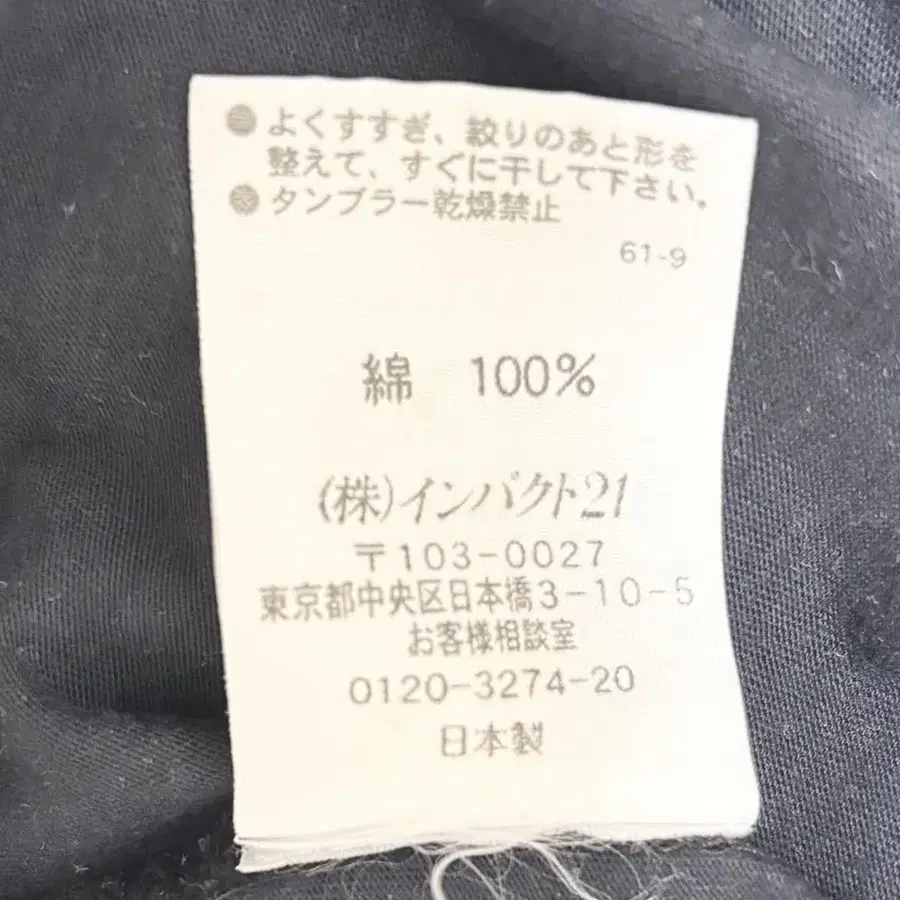 ●よくすすぎ、絞りのあと形を
整えて、すぐに干して下さい。
●タンブラー乾燥禁止
61-9
綿 100%
(株)インパクト21
〒103-0027
東京都中央区日本橋3-10-5
お客様相談室
0120-3274-20
日本製